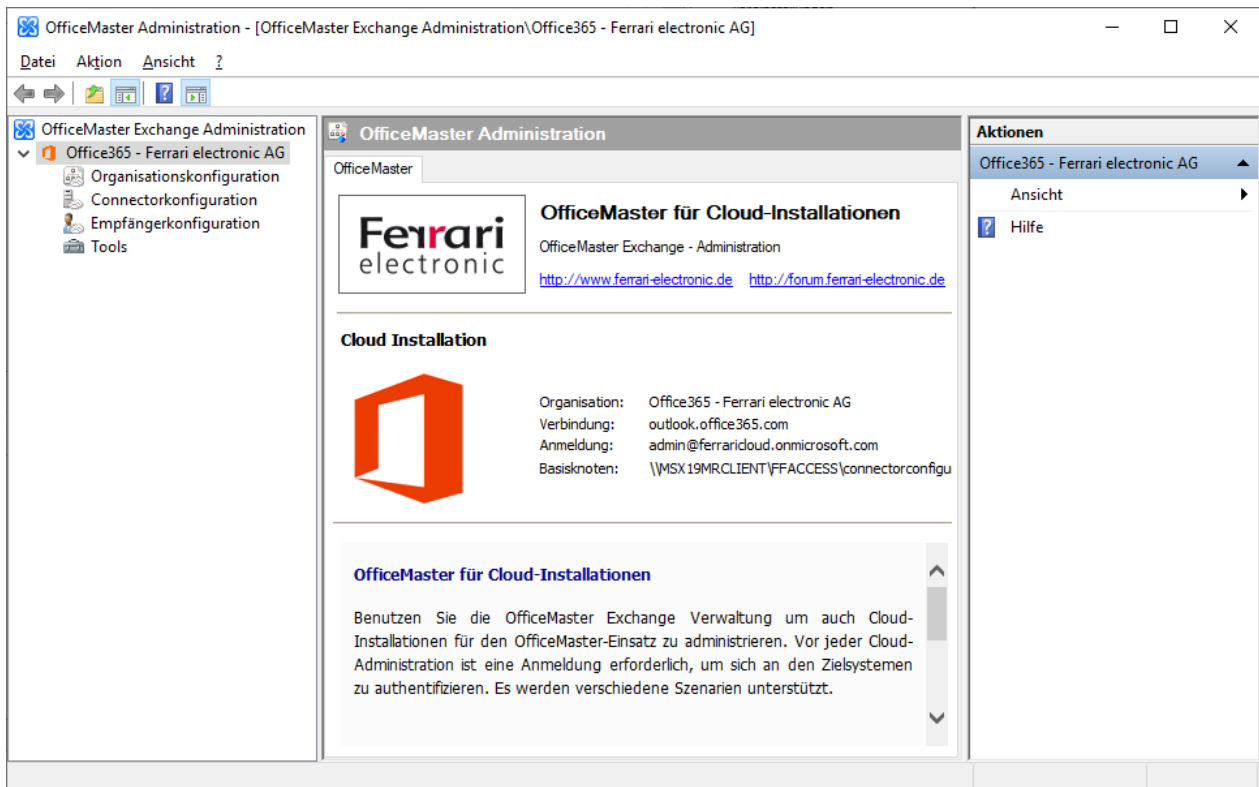 OfficeMaster Administration - [OfficeMaster Exchange Administration\Office365 - Ferrari electronic AG]
Datei Aktion Ansicht ?
OfficeMaster Exchange Administration
Office365 - Ferrari electronic AG
Organisationskonfiguration
Connectorkonfiguration
Empfängerkonfiguration
Tools
OfficeMaster Administration
OfficeMaster
Ferrari
electronic
OfficeMaster für Cloud-Installationen
OfficeMaster Exchange - Administration
http://www.ferrari-electronic.de http://forum.ferrari-electronic.de
Cloud Installation
Organisation: Office365 - Ferrari electronic AG
Verbindung: outlook.office365.com
Anmeldung: admin@ferraricloud.onmicrosoft.com
Basisknoten: \\MSX19MRCLIENT\FFACCESS\connectorconfigu
OfficeMaster für Cloud-Installationen
Benutzen Sie die OfficeMaster Exchange Verwaltung um auch Cloud-
Installationen für den OfficeMaster-Einsatz zu administrieren. Vor jeder Cloud-
Administration ist eine Anmeldung erforderlich, um sich an den Zielsystemen
zu authentifizieren. Es werden verschiedene Szenarien unterstützt.
Aktionen
Office365 - Ferrari electronic AG
Ansicht
Hilfe